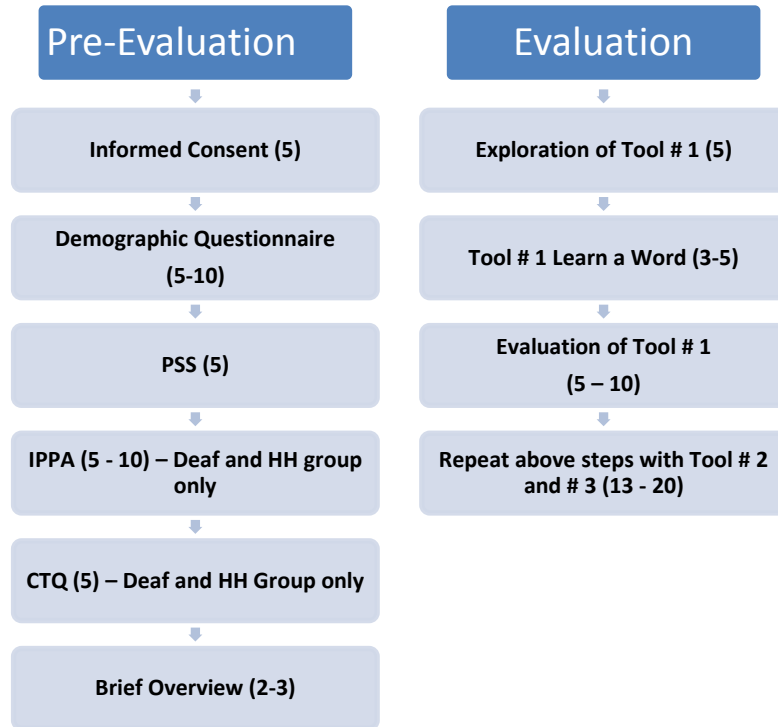 Pre-Evaluation
Informed Consent (5)
Demographic Questionnaire
(5-10)
PSS (5)
IPPA (5 - 10) – Deaf and HH group
only
CTQ (5) – Deaf and HH Group only
Brief Overview (2-3)
Evaluation
Exploration of Tool # 1 (5)
Tool # 1 Learn a Word (3-5)
Evaluation of Tool # 1
(5 – 10)
Repeat above steps with Tool # 2
and # 3 (13 - 20)